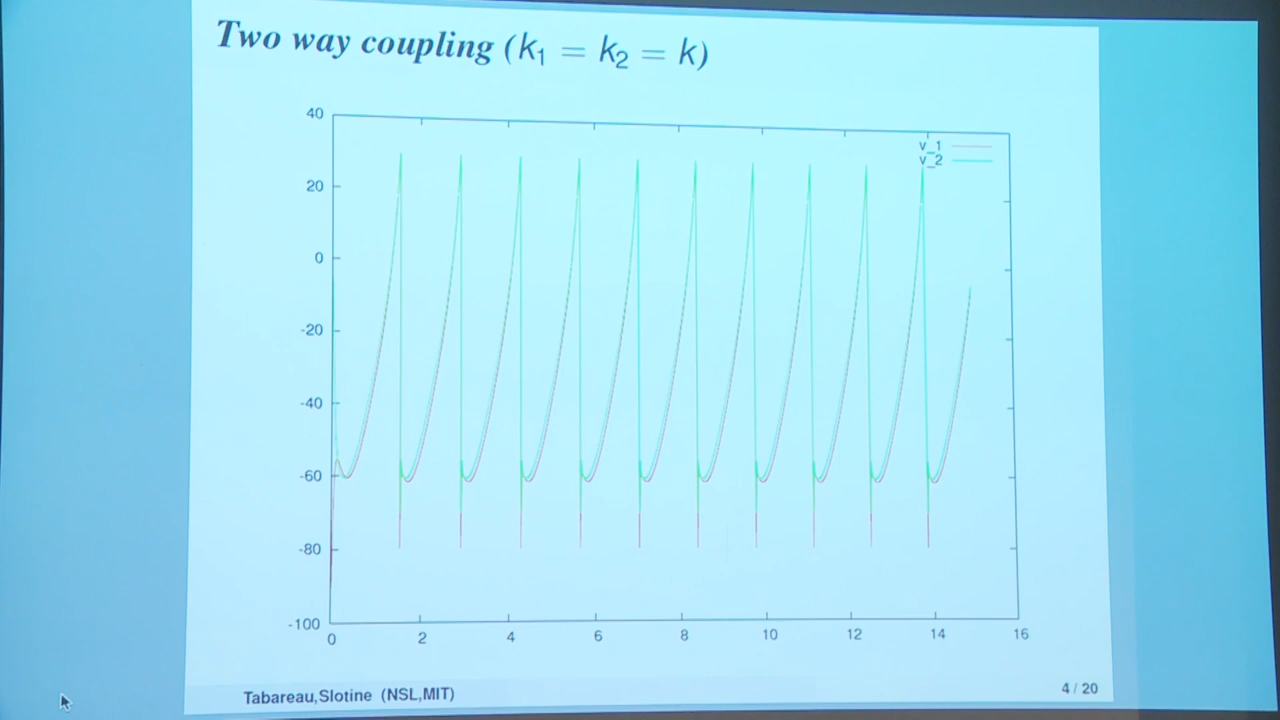 Two way coupling (k₁ = k₂ = k)
40
20
0
-20
-40
-60
-80
-100
0 2 4 6 8 10 12 14 16
v_1
v_2
Tabareau,Slotine (NSL,MIT)
4 / 20